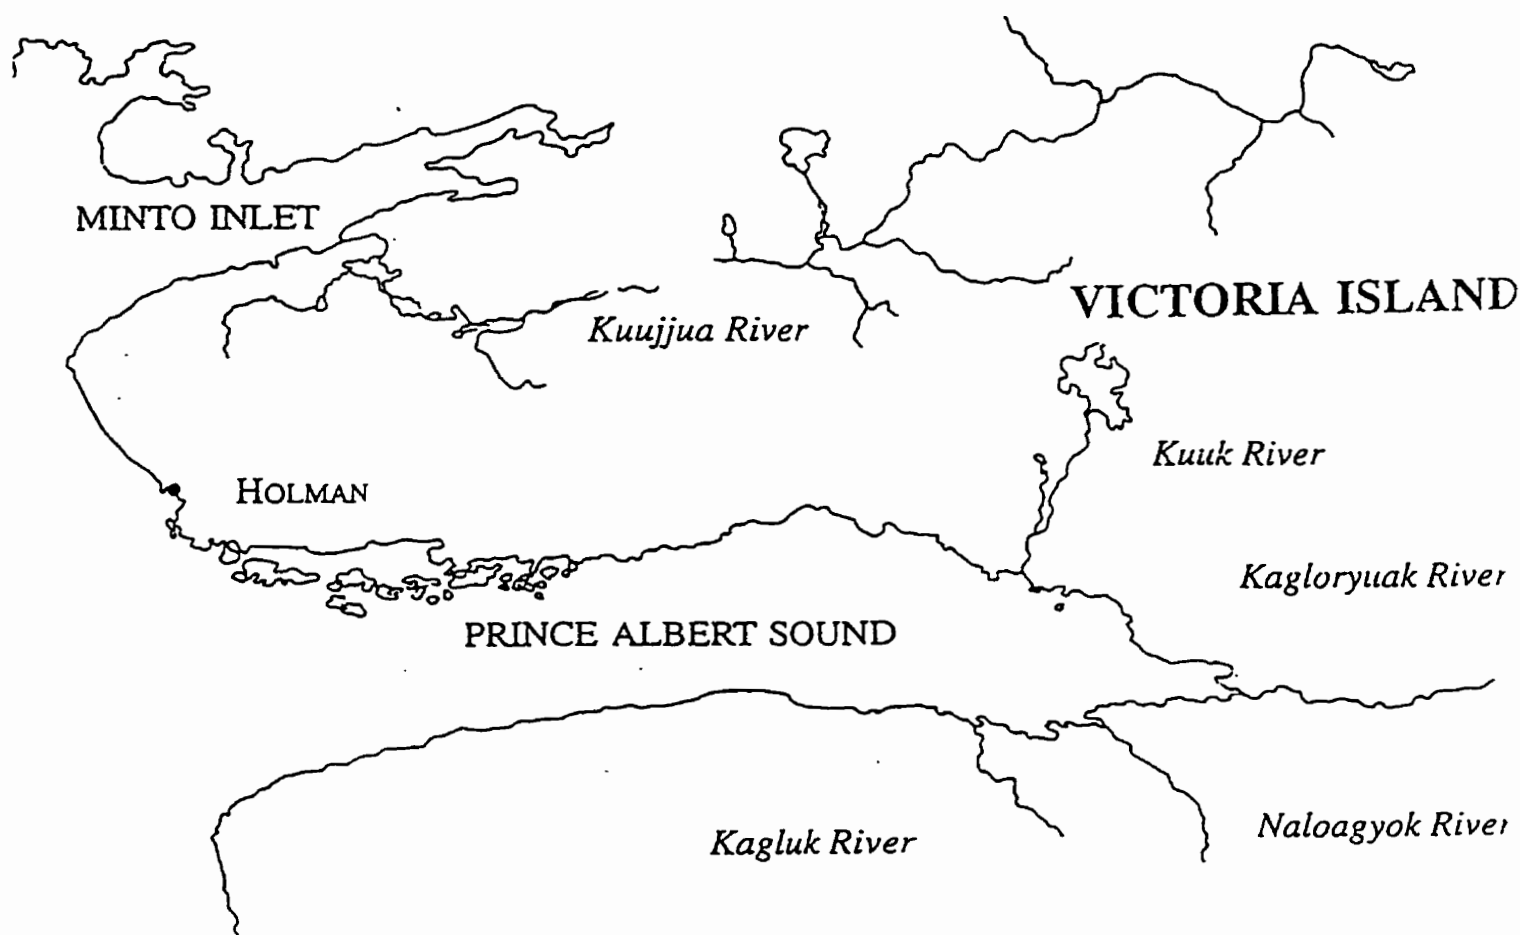 MINTO INLET
VICTORIA ISLAND
Kuujjua River
Kuuk River
HOLMAN
Kagloryuak River
PRINCE ALBERT SOUND
Naloagyok River
Kagluk River